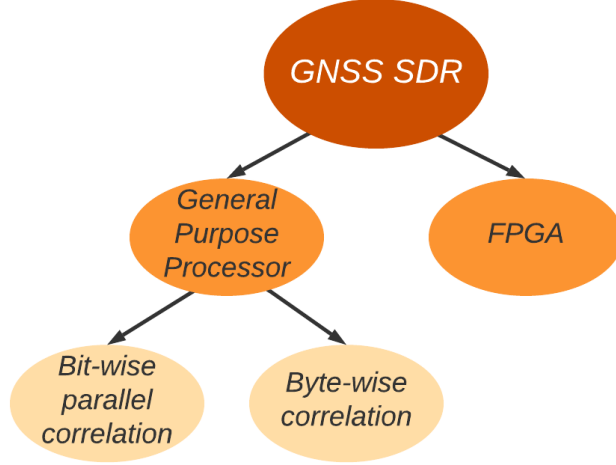 GNSS SDR
General
Purpose
Processor
FPGA
Bit-wise
parallel
correlation
Byte-wise
correlation